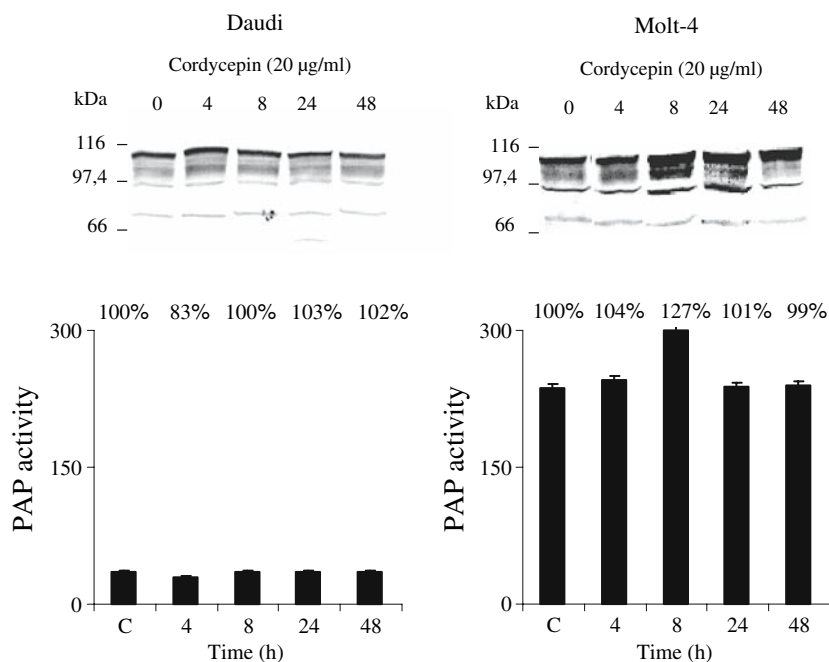 Daudi
Cordycepin (20 µg/ml)
kDa
0 4 8 24 48
116
97,4
66
100% 83% 100% 103% 102%
300
150
0
PAP activity
C 4 8 24 48
Time (h)
Molt-4
Cordycepin (20 µg/ml)
kDa
0 4 8 24 48
116
97,4
66
100% 104% 127% 101% 99%
300
150
0
PAP activity
C 4 8 24 48
Time (h)